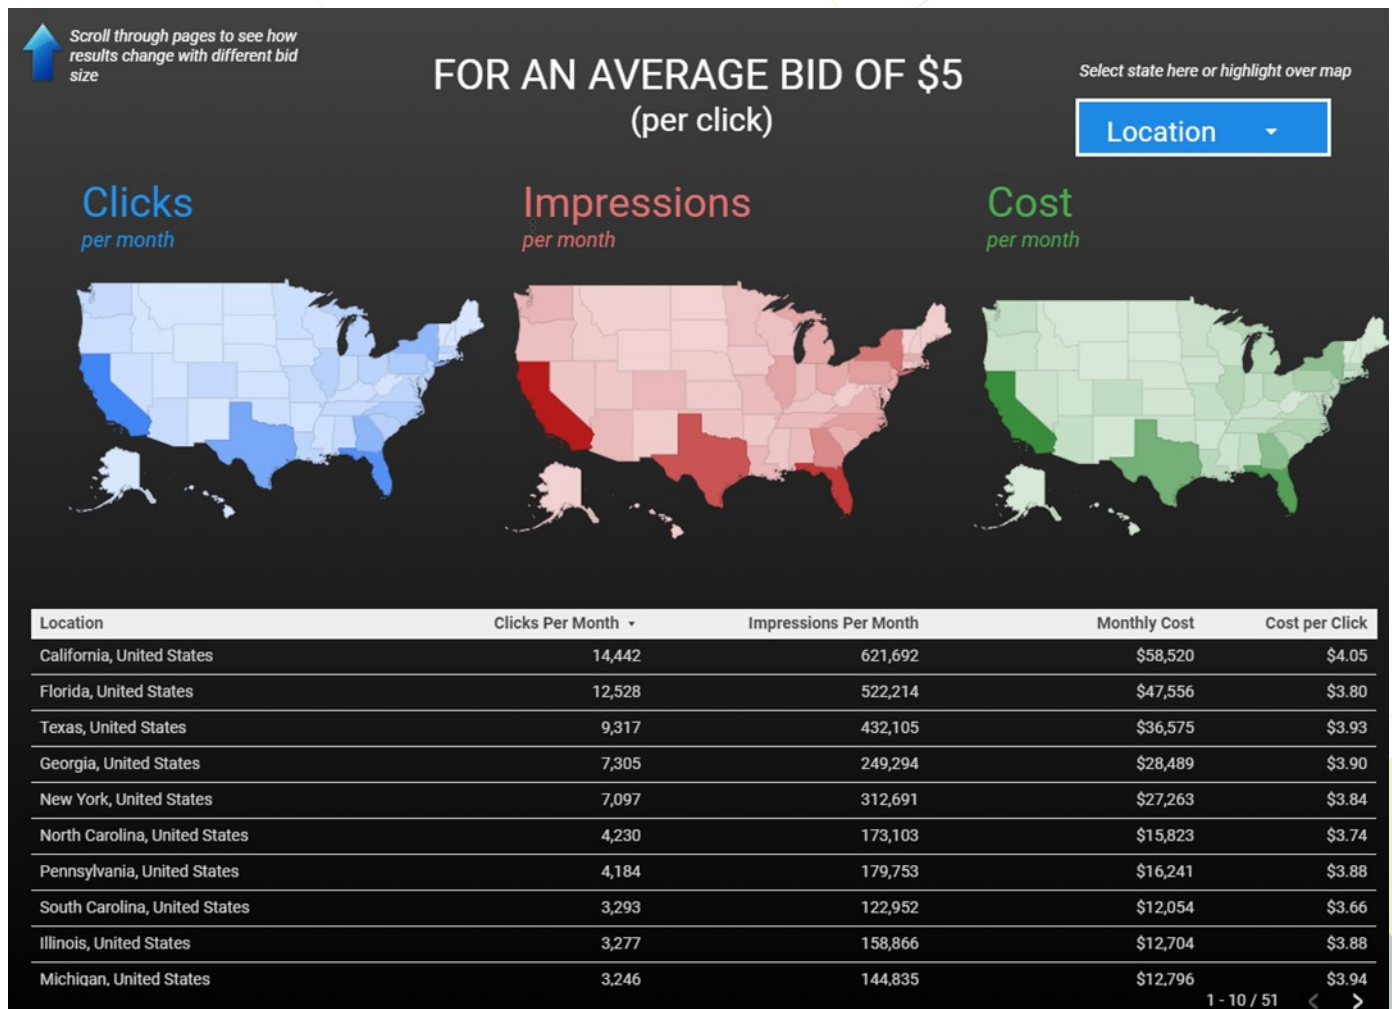 Scroll through pages to see how
results change with different bid
size
FOR AN AVERAGE BID OF $5
(per click)
Select state here or highlight over map
Location
Clicks
per month
Impressions
per month
Cost
per month
Location Clicks Per Month Impressions Per Month Monthly Cost Cost per Click
California, United States 14,442 621,692 $58,520 $4.05
Florida, United States 12,528 522,214 $47,556 $3.80
Texas, United States 9,317 432,105 $36,575 $3.93
Georgia, United States 7,305 249,294 $28,489 $3.90
New York, United States 7,097 312,691 $27,263 $3.84
North Carolina, United States 4,230 173,103 $15,823 $3.74
Pennsylvania, United States 4,184 179,753 $16,241 $3.88
South Carolina, United States 3,293 122,952 $12,054 $3.66
Illinois, United States 3,277 158,866 $12,704 $3.88
Michigan, United States 3,246 144,835 $12,796 $3.94
1 - 10 / 51